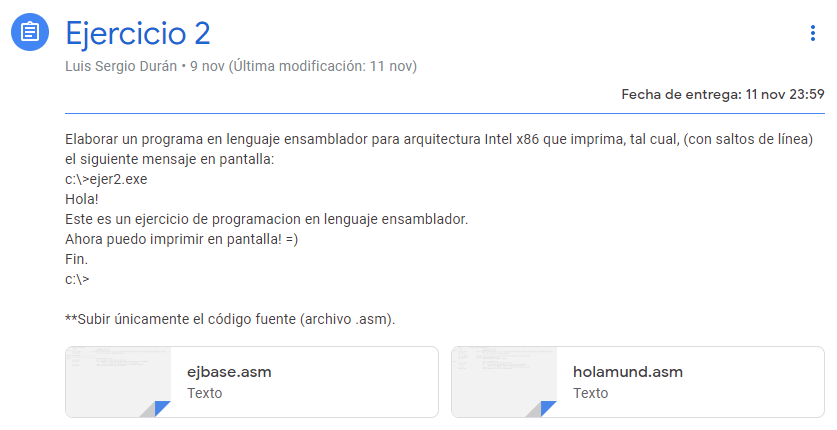 Ejercicio 2
Luis Sergio Durán • 9 nov (Última modificación: 11 nov)
Fecha de entrega: 11 nov 23:59
Elaborar un programa en lenguaje ensamblador para arquitectura Intel x86 que imprima, tal cual, (con saltos de línea)
el siguiente mensaje en pantalla:
c:\>ejer2.exe
Hola!
Este es un ejercicio de programacion en lenguaje ensamblador.
Ahora puedo imprimir en pantalla! =)
Fin.
c:\>
**Subir únicamente el código fuente (archivo .asm).
ejbase.asm
Texto
holamund.asm
Texto